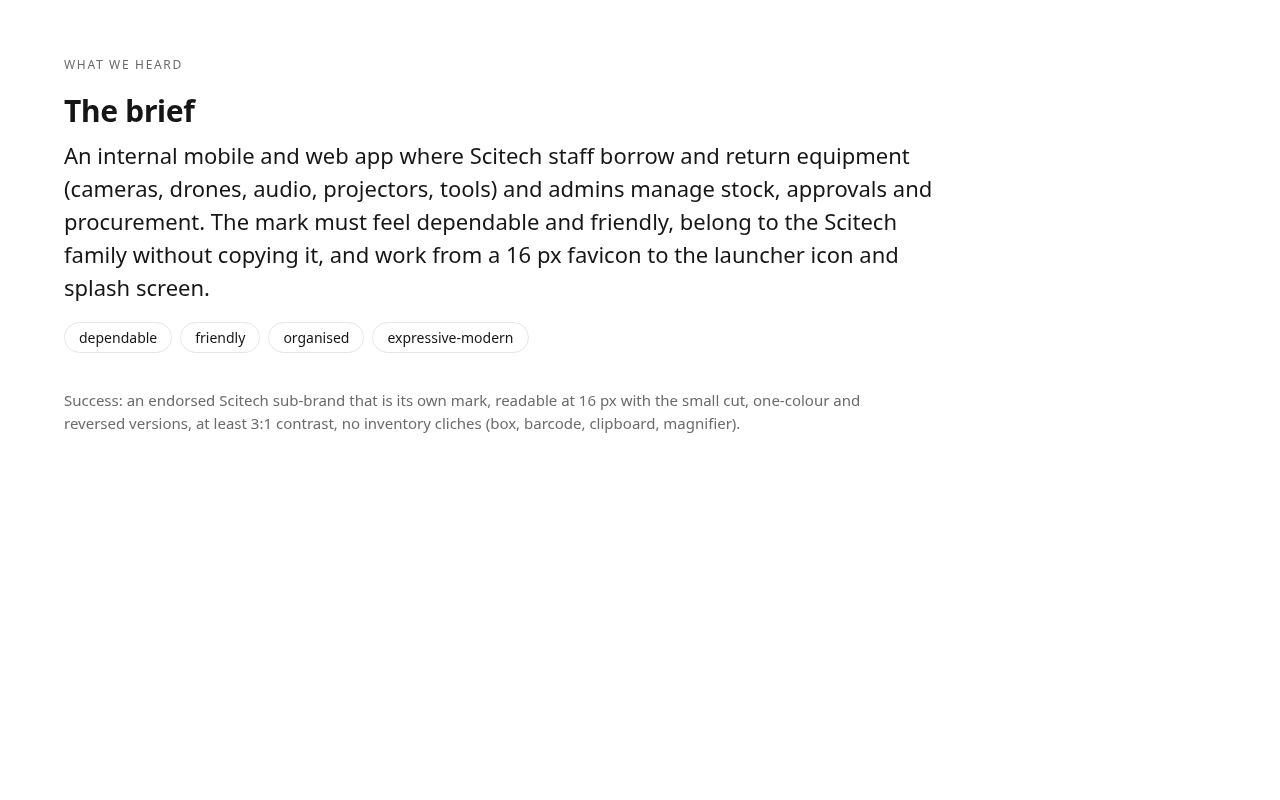 WHAT WE HEARD
The brief
An internal mobile and web app where Scitech staff borrow and return equipment
(cameras, drones, audio, projectors, tools) and admins manage stock, approvals and
procurement. The mark must feel dependable and friendly, belong to the Scitech
family without copying it, and work from a 16 px favicon to the launcher icon and
splash screen.
dependable friendly organised expressive-modern
Success: an endorsed Scitech sub-brand that is its own mark, readable at 16 px with the small cut, one-colour and
reversed versions, at least 3:1 contrast, no inventory cliches (box, barcode, clipboard, magnifier).